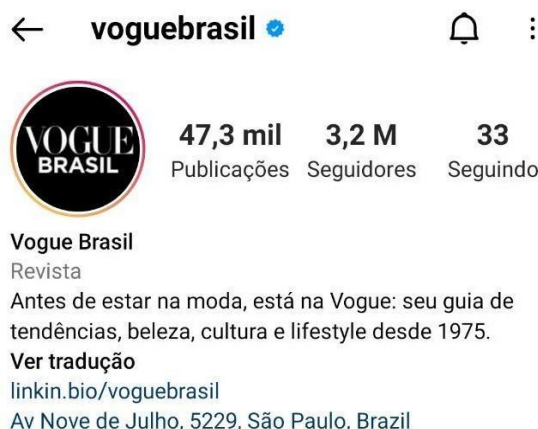 voguebrasil
VOGUE
BRASIL
47,3 mil 3,2 M 33
Publicações Seguidores Seguindo
Vogue Brasil
Revista
Antes de estar na moda, está na Vogue: seu guia de
tendências, beleza, cultura e lifestyle desde 1975.
Ver tradução
linkin.bio/voguebrasil
Av Nove de Julho, 5229, São Paulo, Brazil